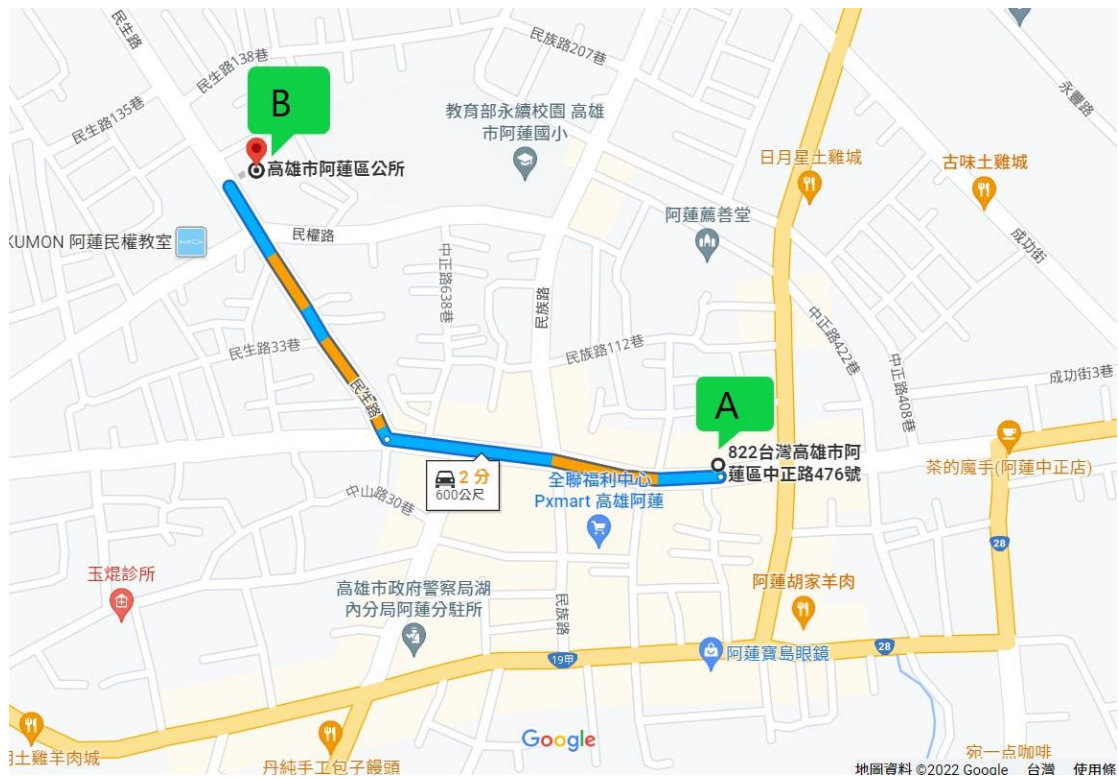 民生路
民生路138巷
民族路207巷
永豐路
民生路135巷
B
教育部永續校園 高雄
市阿蓮國小
高雄市阿蓮區公所
日月星土雞城
古味土雞城
阿蓮薦善堂
成功街
KUMON 阿蓮民權教室
民權路
中正路638巷
民族路
中正路422巷
民生路33巷
民族路112巷
中正路408巷
成功街3巷
民生路
A
822台灣高雄市阿
蓮區中正路476號
茶的魔手(阿蓮中正店)
2 分
600公尺
中山路30巷
全聯福利中心
Pxmart 高雄阿蓮
28
玉焜診所
高雄市政府警察局湖
內分局阿蓮分駐所
阿蓮胡家羊肉
民族路
28
19甲
阿蓮寶島眼鏡
土雞羊肉城
Google
丹純手工包子饅頭
宛一点咖啡
地圖資料 ©2022 Google 台灣 使用條